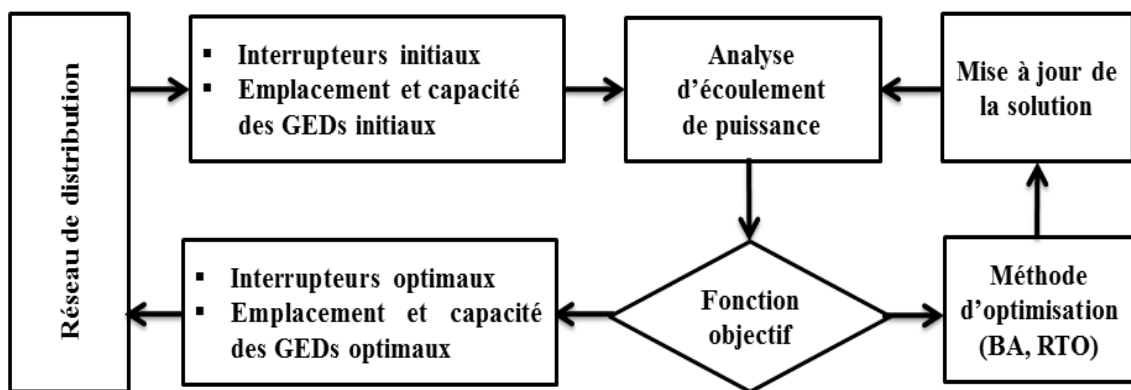 Réseau de distribution
▪ Interrupteurs initiaux
▪ Emplacement et capacité
des GEDs initiaux
Analyse
d’écoulement
de puissance
Mise à jour de
la solution
▪ Interrupteurs optimaux
▪ Emplacement et capacité
des GEDs optimaux
Fonction
objectif
Méthode
d’optimisation
(BA, RTO)